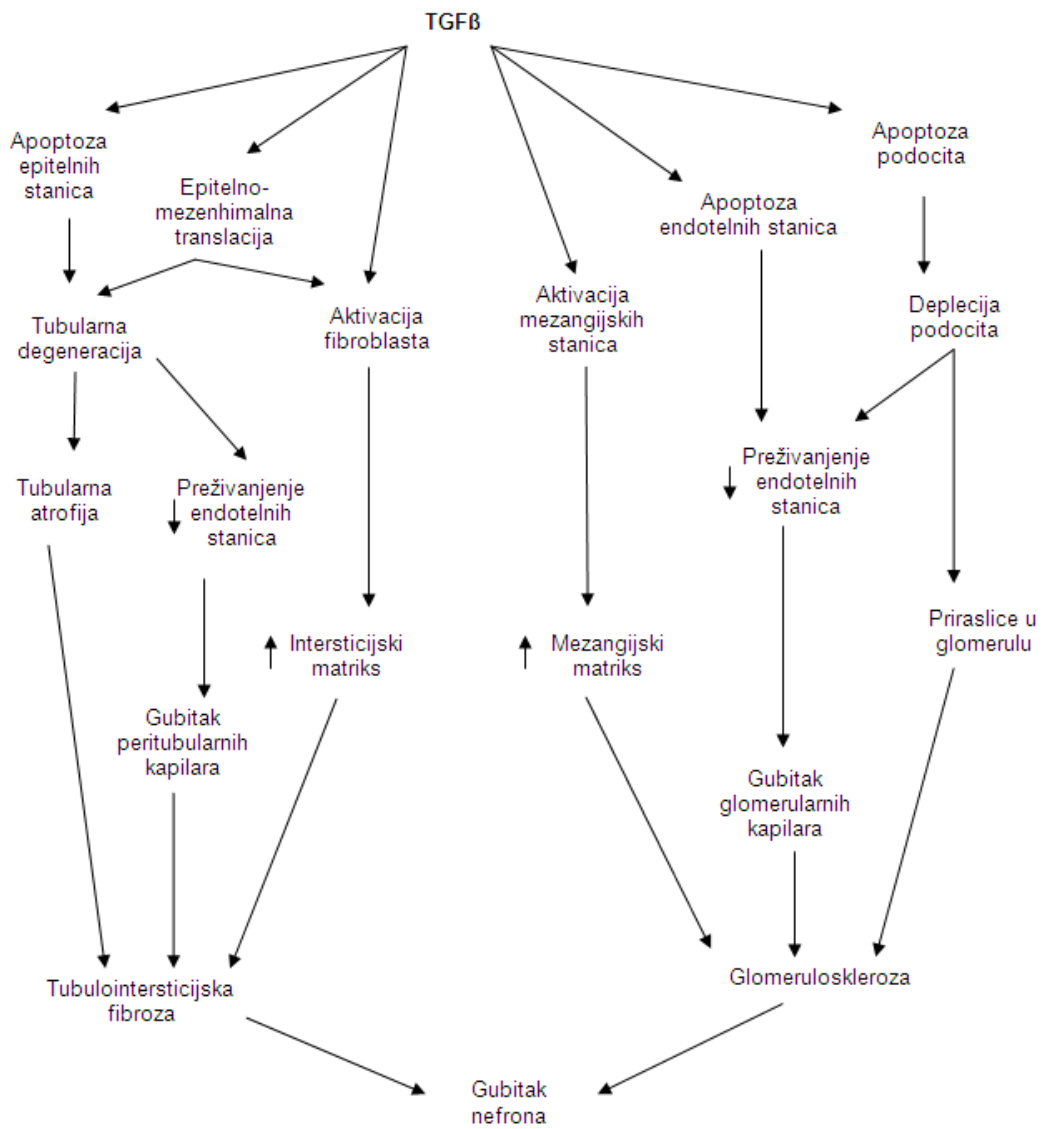 TGFß
Apoptoza
epitelnih
stanica
Epitelno-
mezenhimalna
translacija
Apoptoza
endotelnih stanica
Apoptoza
podocita
Tubularna
degeneracija
Aktivacija
fibroblasta
Aktivacija
mezangijskih
stanica
Deplecija
podocita
Tubularna
atrofija
Preživanjenje
endotelnih
stanica
Preživanjenje
endotelnih
stanica
Intersticijski
matriks
Mezangijski
matriks
Priraslice u
glomerulu
Gubitak
peritubularnih
kapilara
Gubitak
glomerularnih
kapilara
Tubulointersticijska
fibroza
Glomeruloskleroza
Gubitak
nefrona